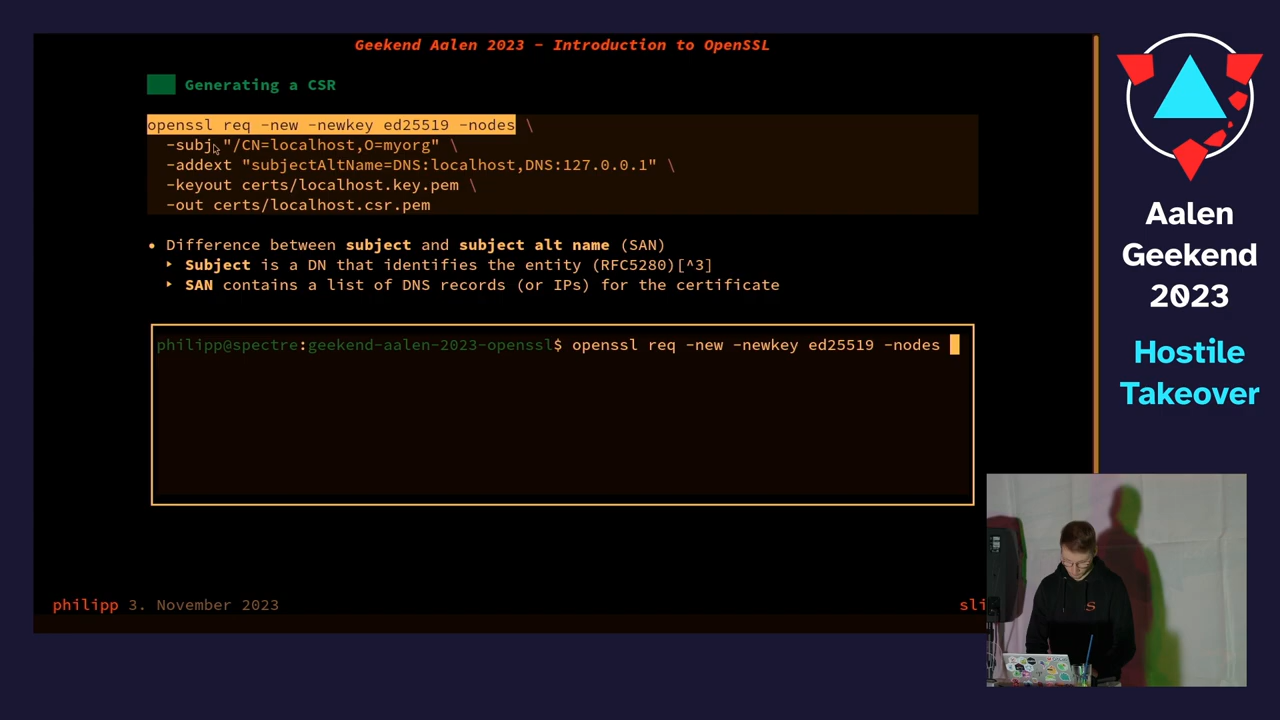 Geekend Aalen 2023 - Introduction to OpenSSL
Generating a CSR
openssl req -new -newkey ed25519 -nodes \
-subj "/CN=localhost,O=myorg" \
-addext "subjectAltName=DNS:localhost,DNS:127.0.0.1" \
-keyout certs/localhost.key.pem \
-out certs/localhost.csr.pem
• Difference between subject and subject alt name (SAN)
‣ Subject is a DN that identifies the entity (RFC5280)[^3]
‣ SAN contains a list of DNS records (or IPs) for the certificate
philipp@spectre:geekend-aalen-2023-openssl$ openssl req -new -newkey ed25519 -nodes
philipp 3. November 2023
sli
Aalen
Geekend
2023
Hostile
Takeover